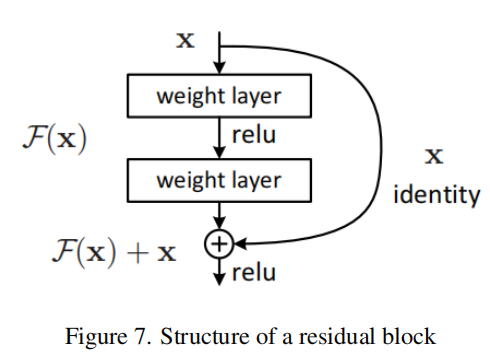 x
weight layer
relu
F(x)
weight layer
x
identity
F(x) + x
relu
Figure 7. Structure of a residual block